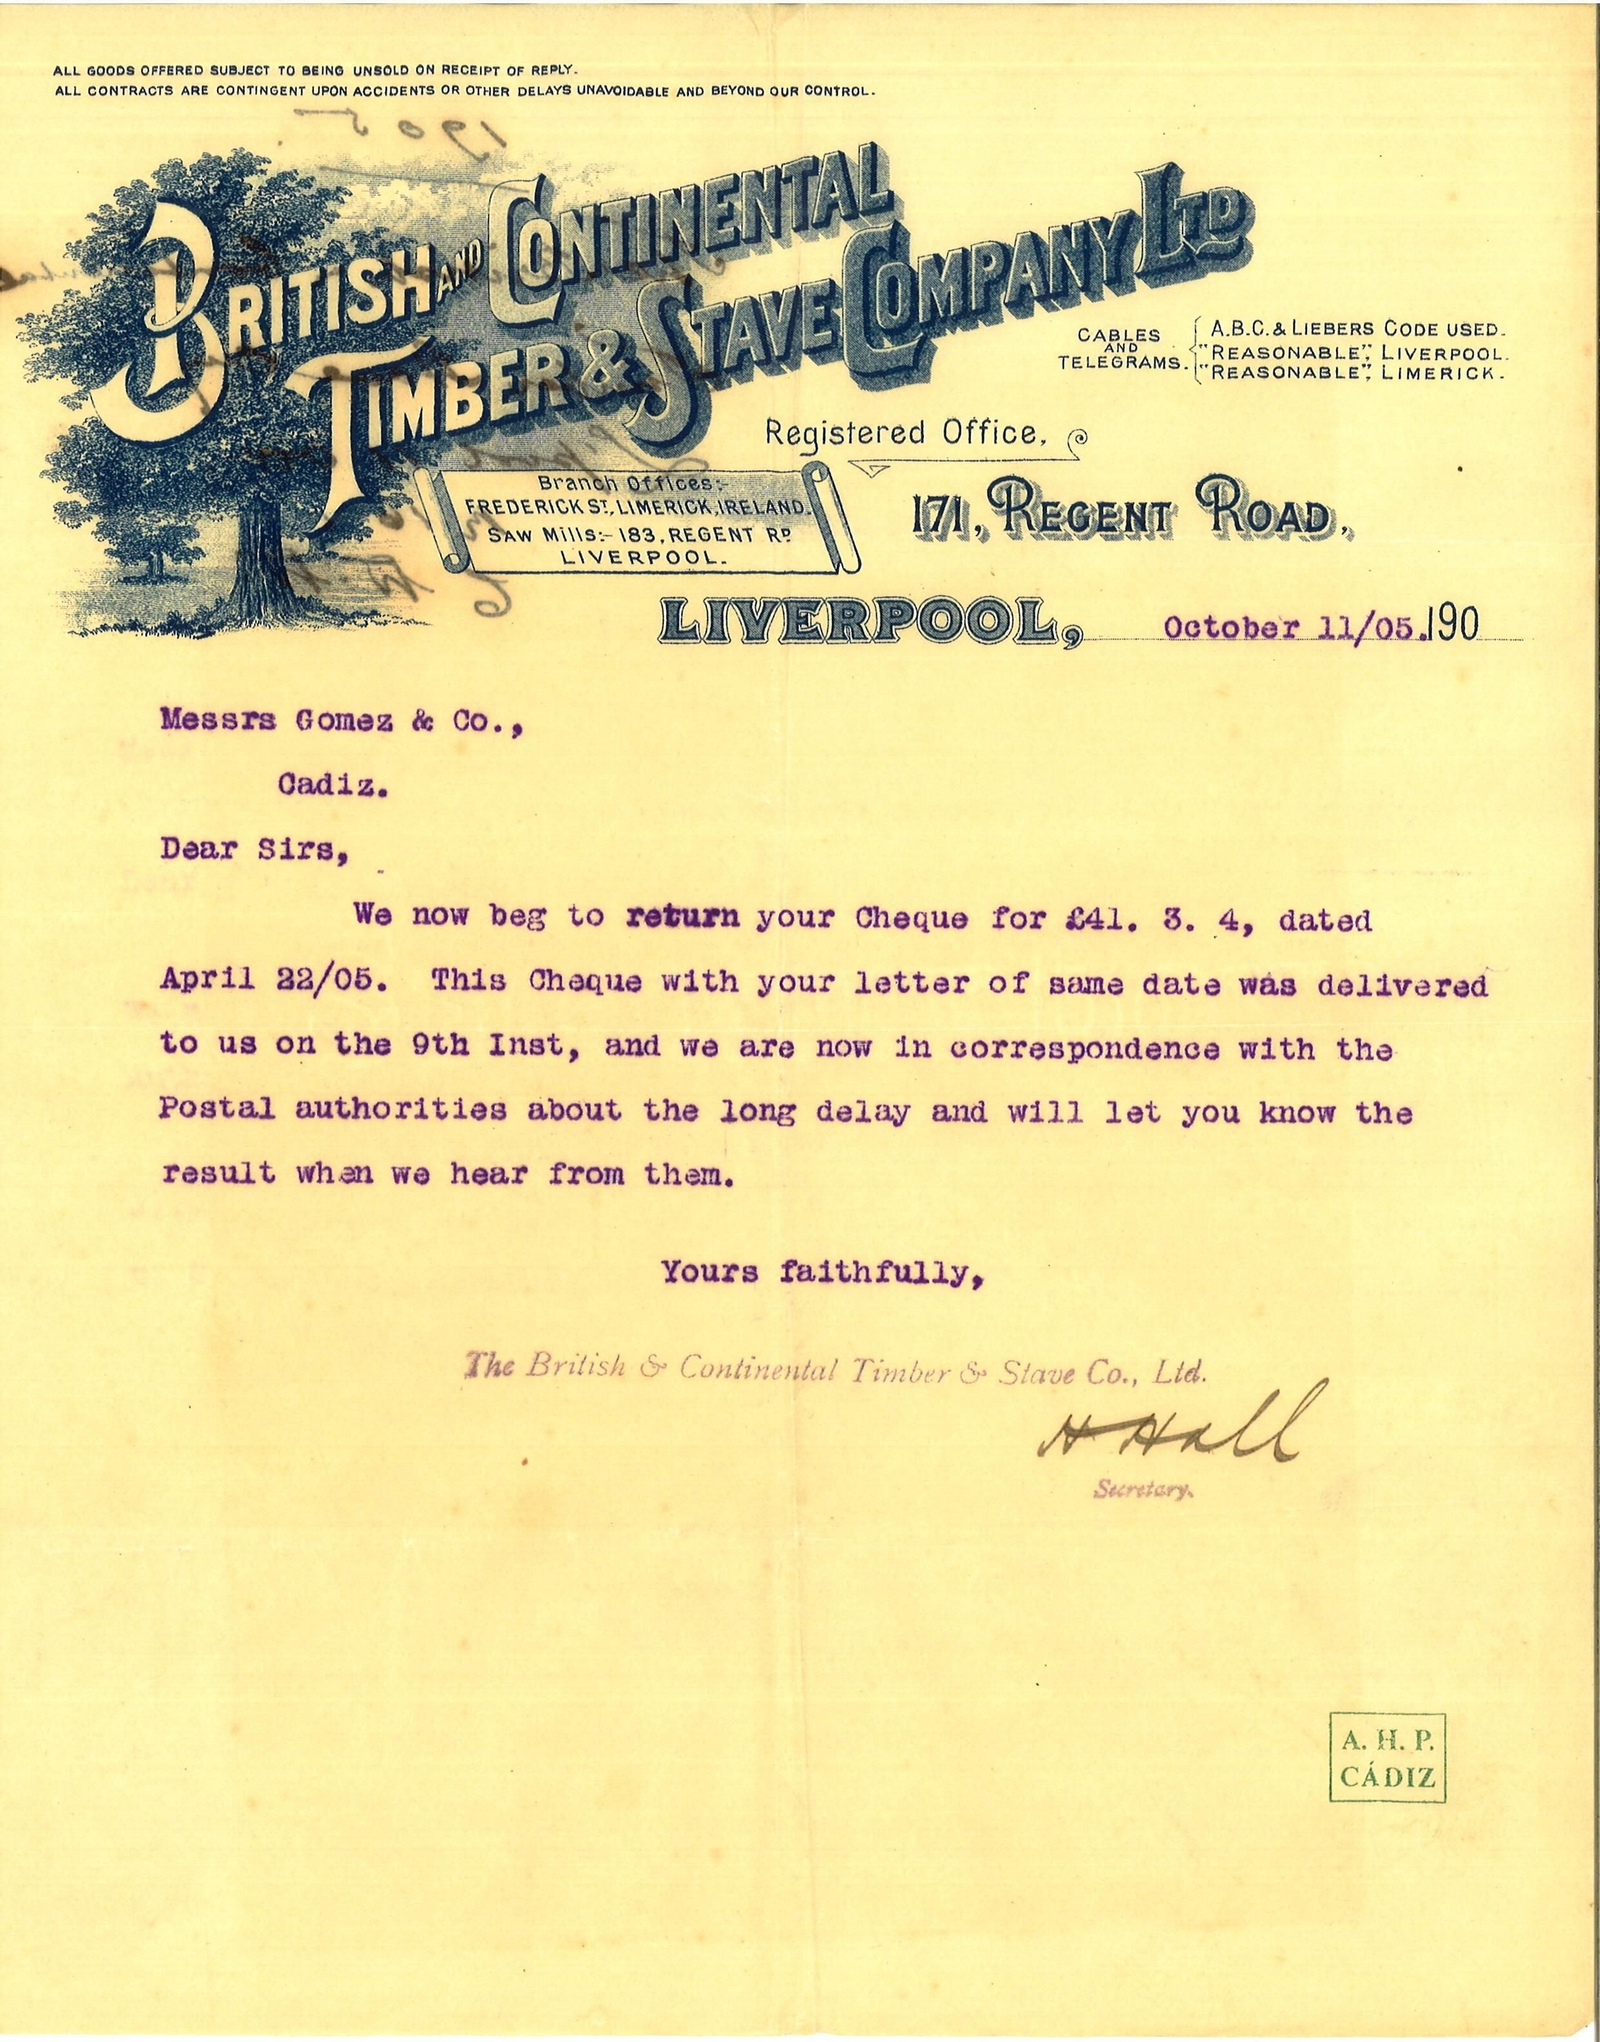 ALL GOODS OFFERED SUBJECT TO BEING UNSOLD ON RECEIPT OF REPLY.
ALL CONTRACTS ARE CONTINGENT UPON ACCIDENTS OR OTHER DELAYS UNAVOIDABLE AND BEYOND OUR CONTROL.
1905
BRITISH AND CONTINENTAL
TIMBER & STAVE COMPANY LTD
CABLES AND TELEGRAMS.
A.B.C. & LIEBERS CODE USED.
"REASONABLE", LIVERPOOL.
"REASONABLE", LIMERICK.
Registered Office,
Branch Offices:-
FREDERICK ST, LIMERICK, IRELAND.
SAW Mills:- 183, REGENT RD
LIVERPOOL.
171, REGENT ROAD,
LIVERPOOL, October 11/05. 190
Messrs Gomez & Co.,
Cadiz.
Dear Sirs,
We now beg to return your Cheque for £41. 3. 4, dated
April 22/05. This Cheque with your letter of same date was delivered
to us on the 9th Inst, and we are now in correspondence with the
Postal authorities about the long delay and will let you know the
result when we hear from them.
Yours faithfully,
The British & Continental Timber & Stave Co., Ltd.
H Hall
Secretary.
A. H. P.
CÁDIZ